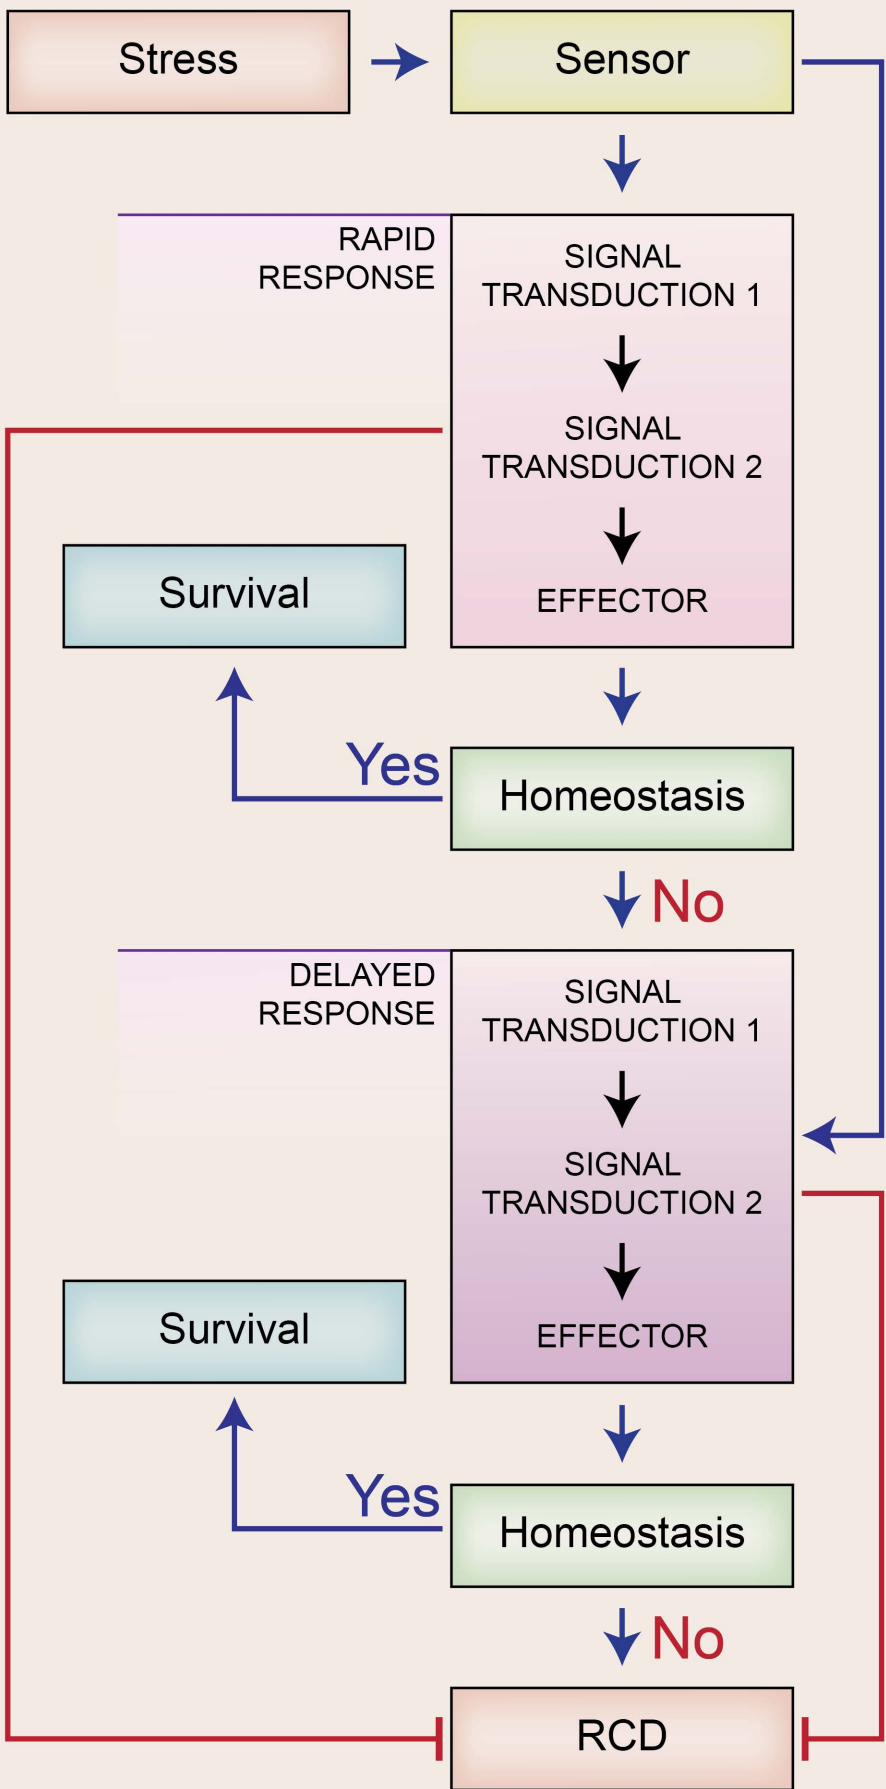 Stress
Sensor
RAPID
RESPONSE
SIGNAL
TRANSDUCTION 1
SIGNAL
TRANSDUCTION 2
EFFECTOR
Survival
Yes
Homeostasis
No
DELAYED
RESPONSE
SIGNAL
TRANSDUCTION 1
SIGNAL
TRANSDUCTION 2
EFFECTOR
Survival
Yes
Homeostasis
No
RCD